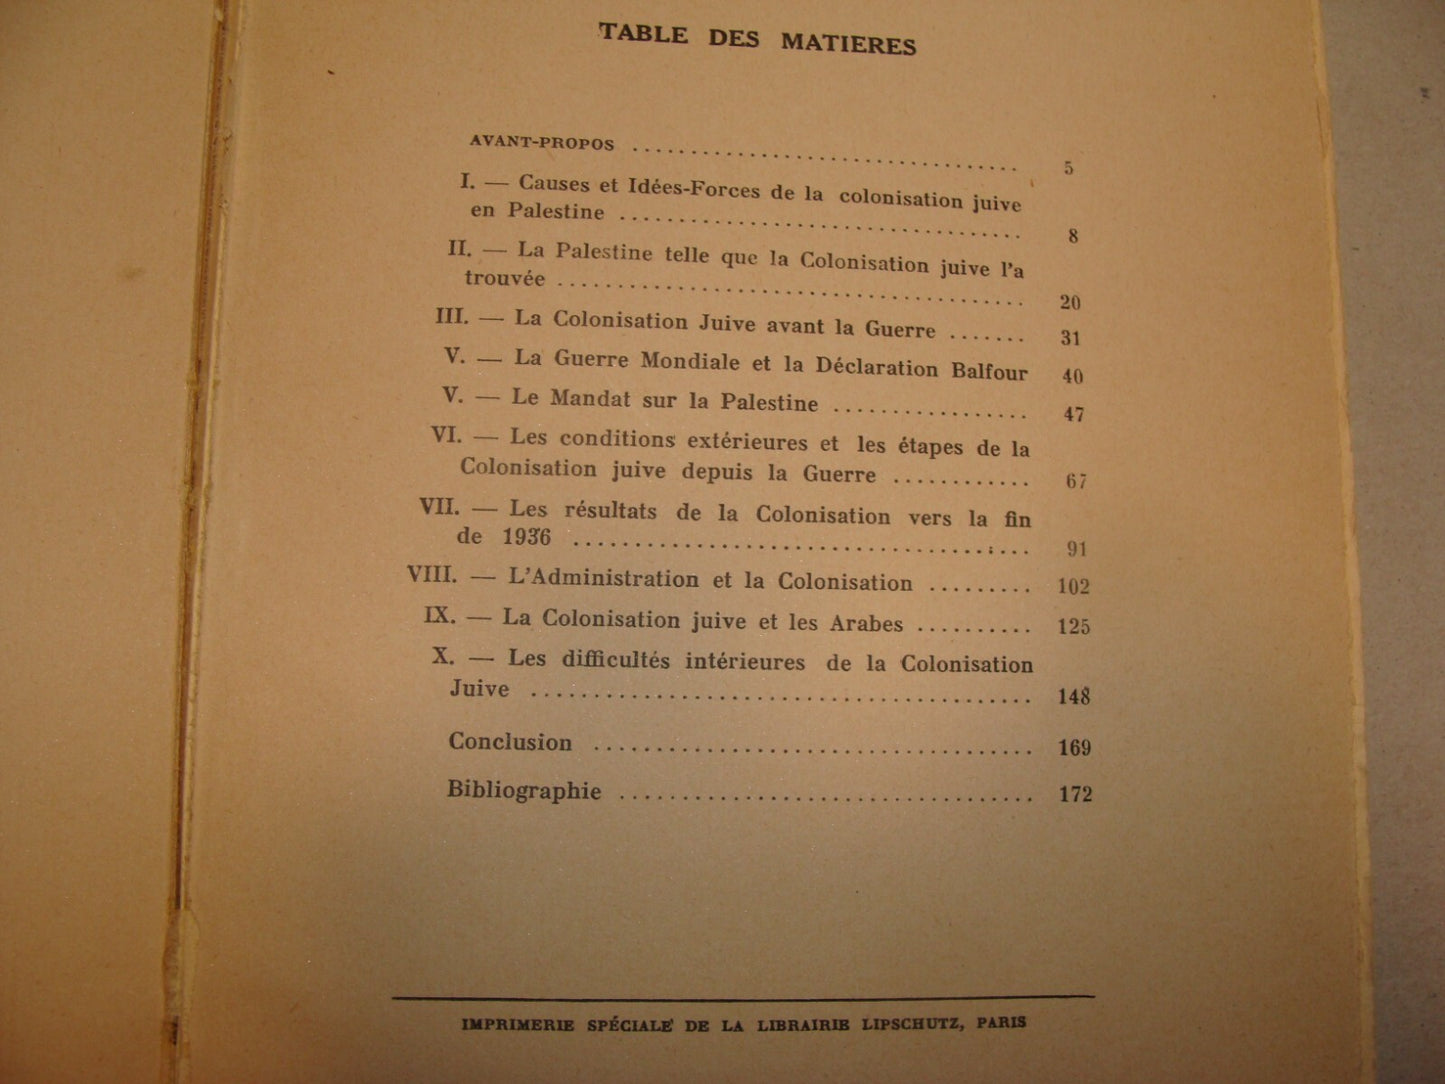 TABLE DES MATIERES
AVANT-PROPOS ................................. 5
I. — Causes et Idées-Forces de la colonisation juive
en Palestine .................................. 8
II. — La Palestine telle que la Colonisation juive l'a
trouvée ....................................... 20
III. — La Colonisation Juive avant la Guerre ....... 31
V. — La Guerre Mondiale et la Déclaration Balfour 40
V. — Le Mandat sur la Palestine ................. 47
VI. — Les conditions extérieures et les étapes de la
Colonisation juive depuis la Guerre ............ 67
VII. — Les résultats de la Colonisation vers la fin
de 1936 ...................................... 91
VIII. — L'Administration et la Colonisation ......... 102
IX. — La Colonisation juive et les Arabes .......... 125
X. — Les difficultés intérieures de la Colonisation
Juive ......................................... 148
Conclusion .................................... 169
Bibliographie .................................. 172
IMPRIMERIE SPÉCIALE DE LA LIBRAIRIE LIPSCHUTZ, PARIS